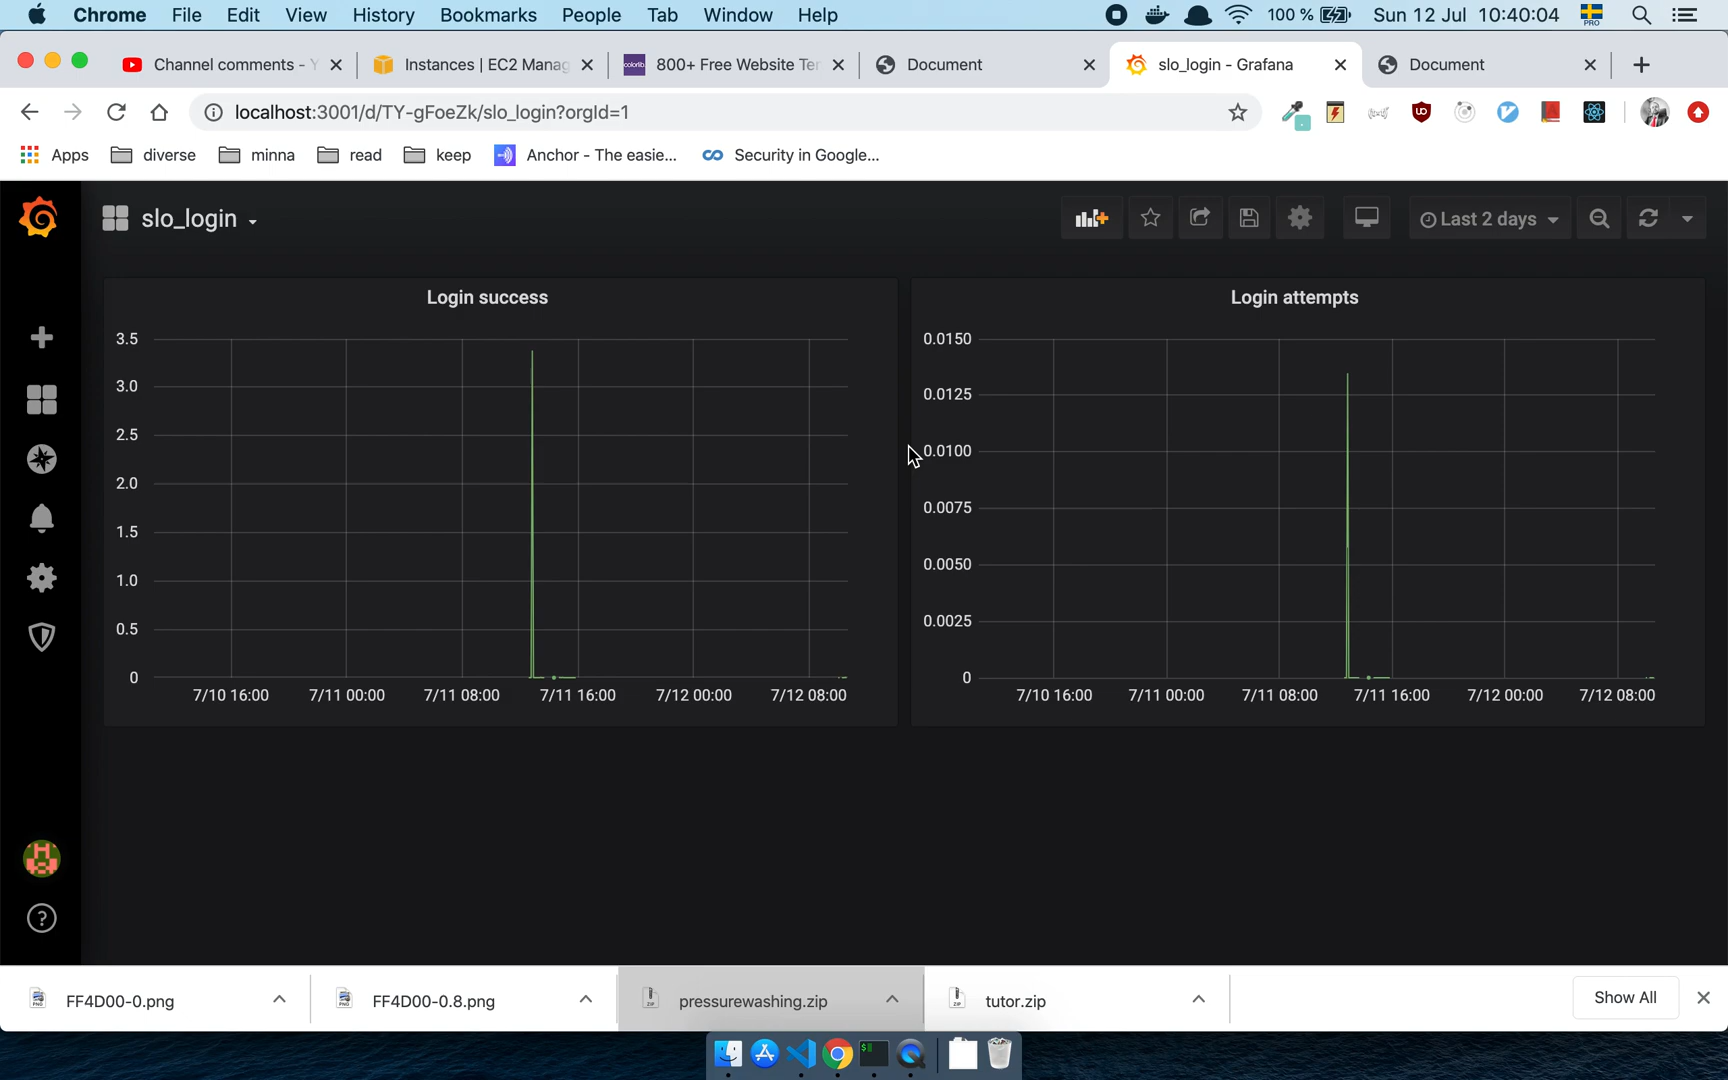 Chrome File Edit View History Bookmarks People Tab Window Help 100 % Sun 12 Jul 10:40:04 PRO
Channel comments - Y Instances | EC2 Manag colorlib. 800+ Free Website Ter Document slo_login - Grafana Document
localhost:3001/d/TY-gFoeZk/slo_login?orgId=1
Apps diverse minna read keep Anchor - The easie... Security in Google...
slo_login Last 2 days
Login success
3.5
3.0
2.5
2.0
1.5
1.0
0.5
0
7/10 16:00 7/11 00:00 7/11 08:00 7/11 16:00 7/12 00:00 7/12 08:00
Login attempts
0.0150
0.0125
0.0100
0.0075
0.0050
0.0025
0
7/10 16:00 7/11 00:00 7/11 08:00 7/11 16:00 7/12 00:00 7/12 08:00
FF4D00-0.png FF4D00-0.8.png pressurewashing.zip tutor.zip Show All